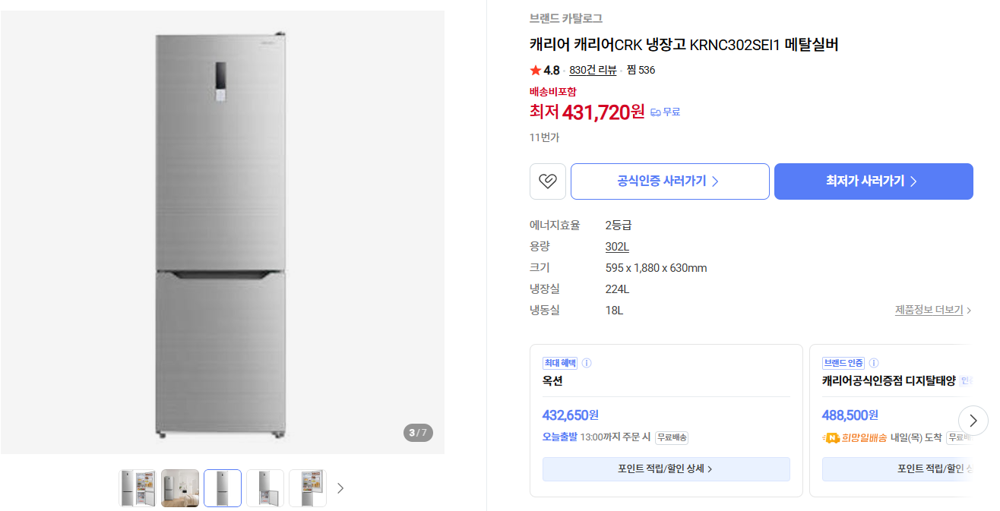 브랜드 카탈로그
캐리어 캐리어CRK 냉장고 KRNC302SEI1 메탈실버
4.8 · 830건 리뷰 · 찜 536
배송비포함
최저 431,720원 무료
11번가
공식인증 사러가기 >
최저가 사러가기 >
에너지효율 2등급
용량 302L
크기 595 x 1,880 x 630mm
냉장실 224L
냉동실 18L
제품정보 더보기 >
3 / 7
최대 혜택
옥션
432,650원
오늘출발 13:00까지 주문 시 무료배송
포인트 적립/할인 상세 >
브랜드 인증
캐리어공식인증점 디지탈태양
488,500원
N 희망일배송 내일(목) 도착
포인트 적립/할인